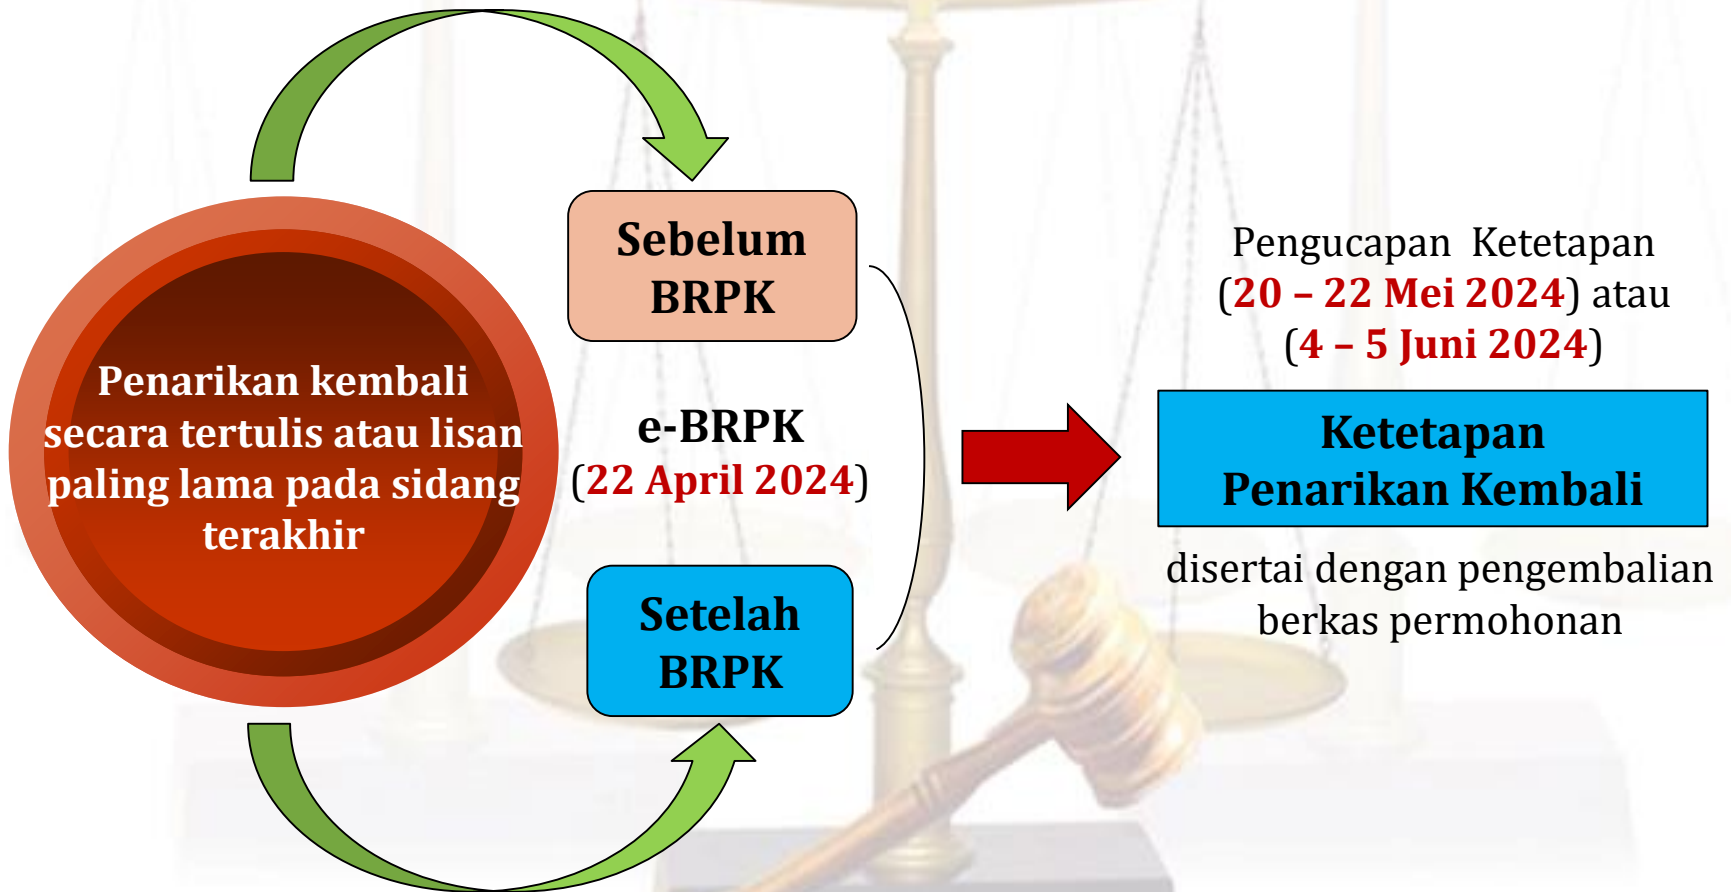 Penarikan kembali
secara tertulis atau lisan
paling lama pada sidang
terakhir
Sebelum
BRPK
e-BRPK
(22 April 2024)
Setelah
BRPK
Pengucapan Ketetapan
(20 – 22 Mei 2024) atau
(4 – 5 Juni 2024)
Ketetapan
Penarikan Kembali
disertai dengan pengembalian
berkas permohonan